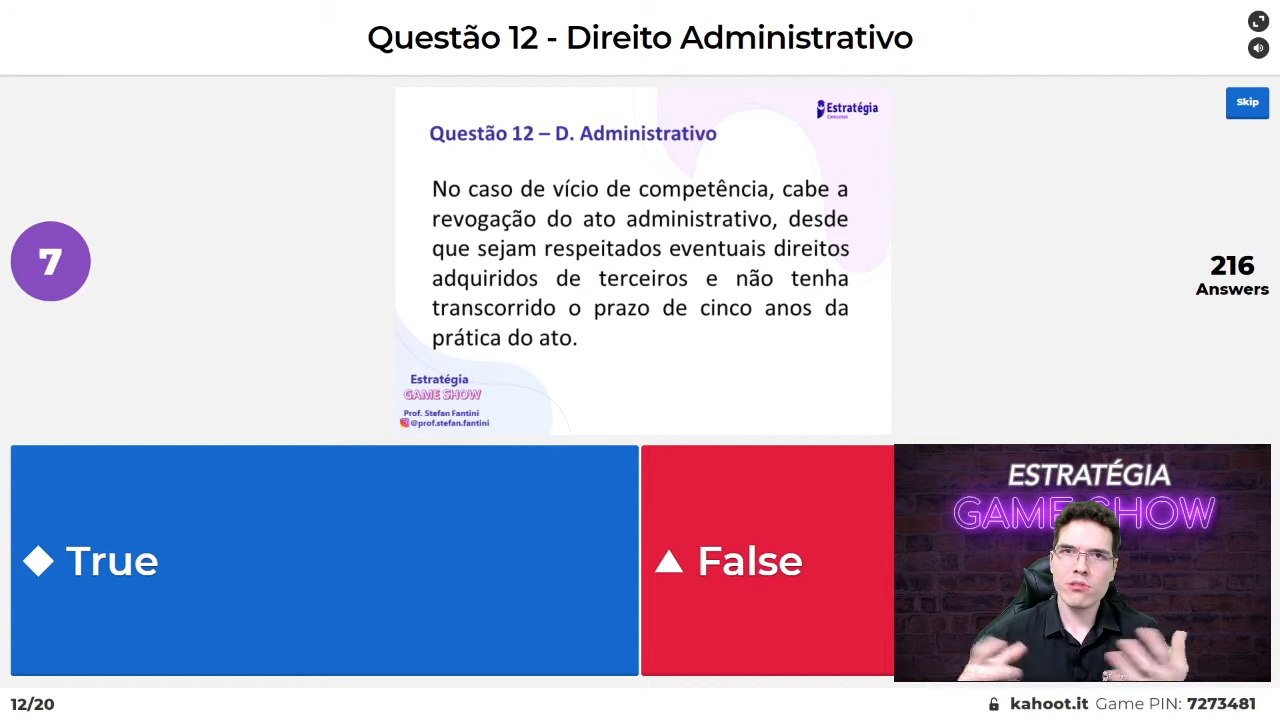 Questão 12 - Direito Administrativo
Skip
Estratégia
Concursos
Questão 12 – D. Administrativo
No caso de vício de competência, cabe a
revogação do ato administrativo, desde
que sejam respeitados eventuais direitos
adquiridos de terceiros e não tenha
transcorrido o prazo de cinco anos da
prática do ato.
7
216
Answers
Estratégia
GAME SHOW
Prof. Stefan Fantini
@prof.stefan.fantini
True
False
ESTRATÉGIA
GAME SHOW
12/20
kahoot.it Game PIN: 7273481